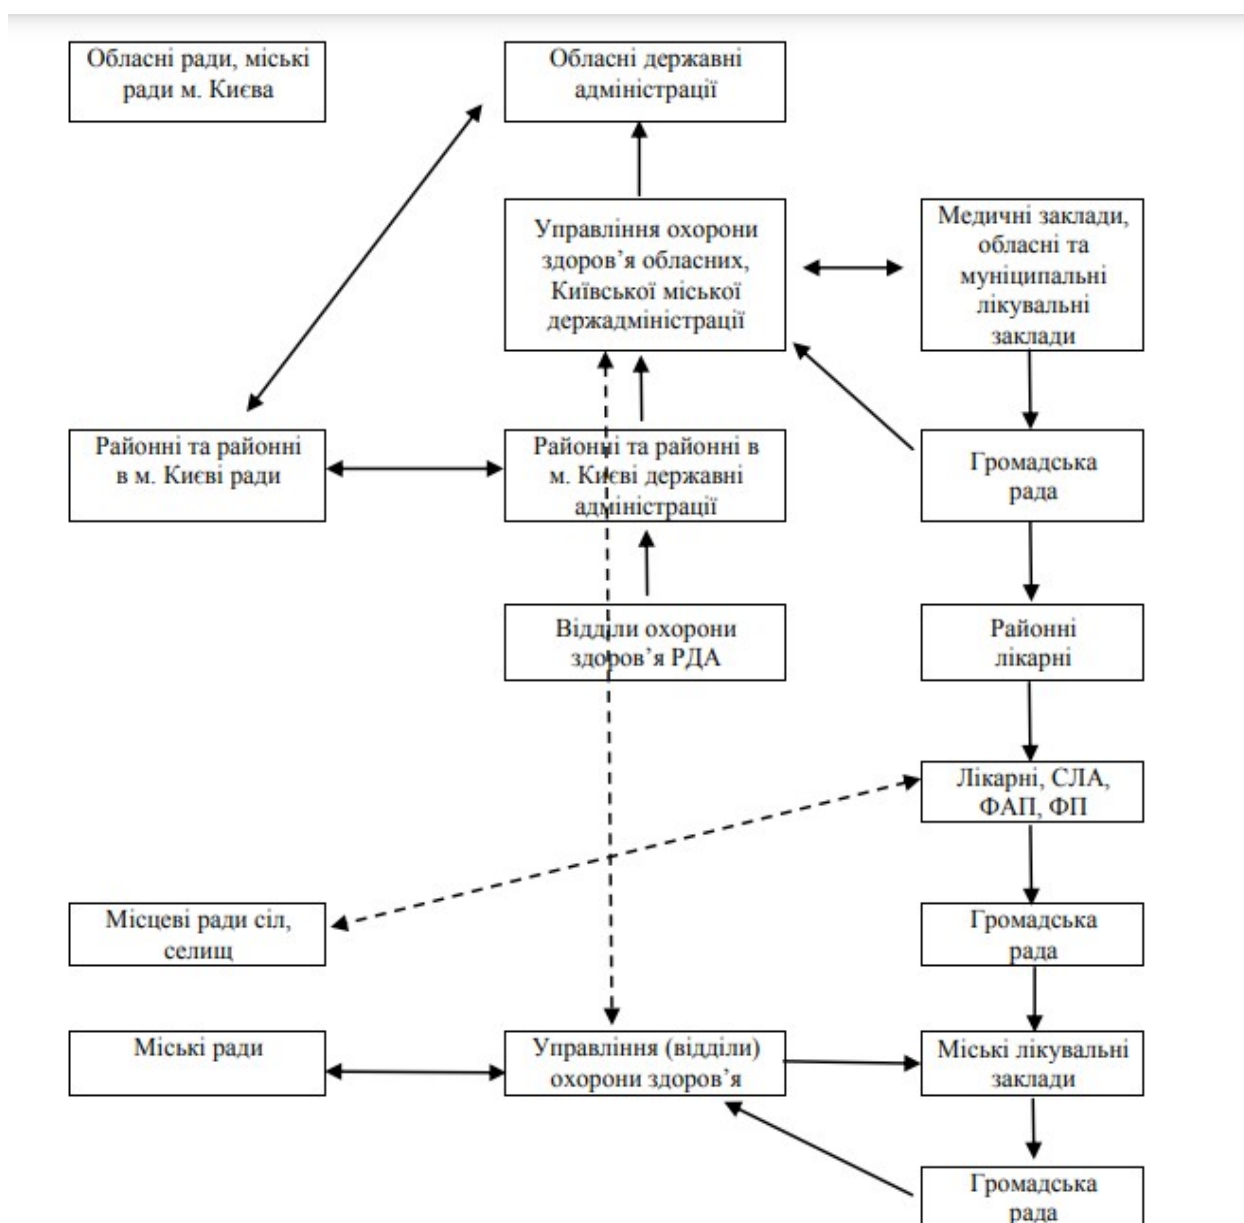 Обласні ради, міські
ради м. Києва
Обласні державні
адміністрації
Управління охорони
здоров’я обласних,
Київської міської
держадміністрації
Медичні заклади,
обласні та
муніципальні
лікувальні
заклади
Районні та районні
в м. Києві ради
Районні та районні в
м. Києві державні
адміністрації
Громадська
рада
Відділи охорони
здоров’я РДА
Районні
лікарні
Лікарні, СЛА,
ФАП, ФП
Місцеві ради сіл,
селищ
Громадська
рада
Міські ради
Управління (відділи)
охорони здоров’я
Міські лікувальні
заклади
Громадська
рада